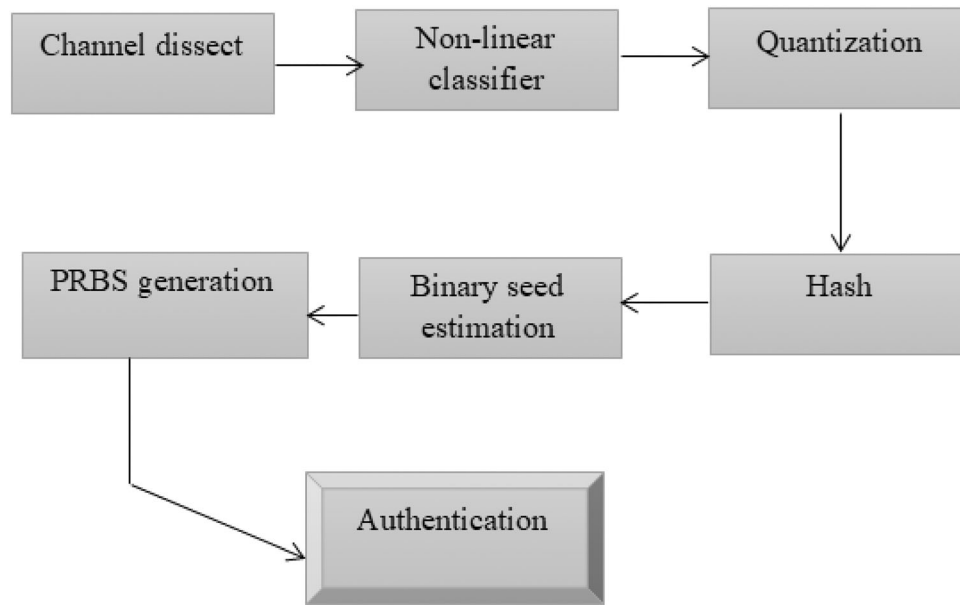 Channel dissect
Non-linear
classifier
Quantization
Hash
Binary seed
estimation
PRBS generation
Authentication